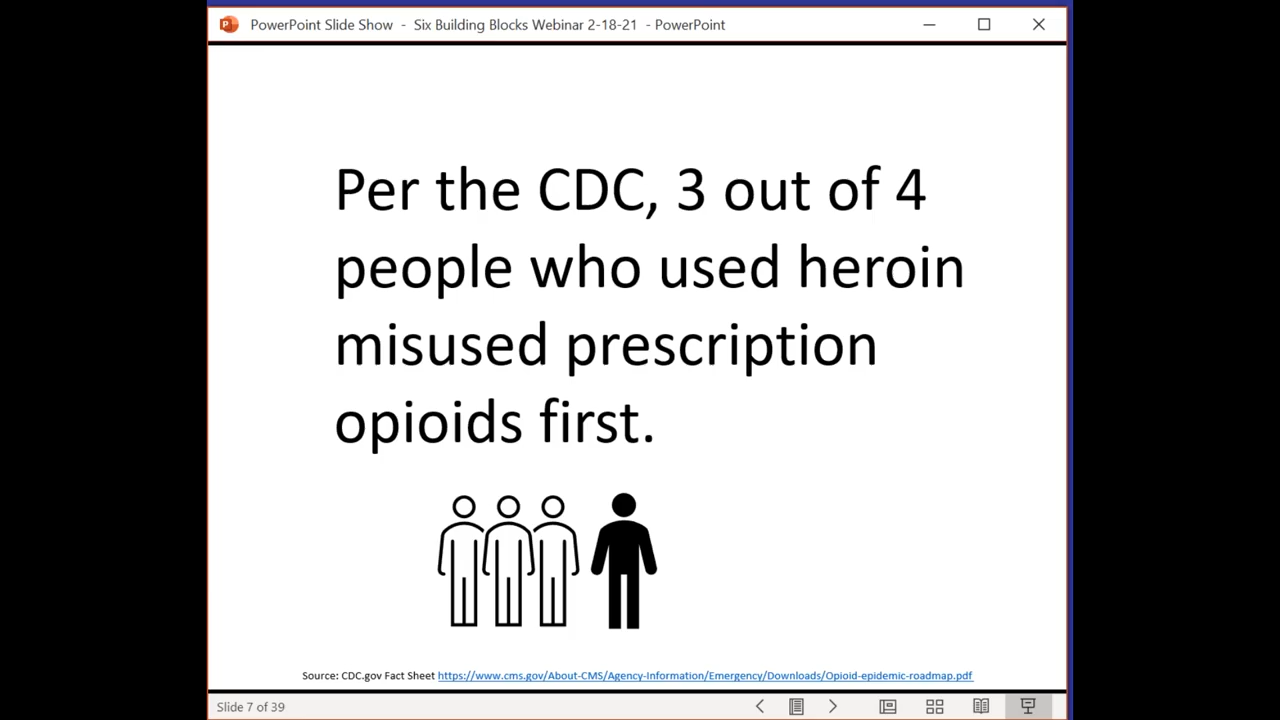 PowerPoint Slide Show - Six Building Blocks Webinar 2-18-21 - PowerPoint
Per the CDC, 3 out of 4
people who used heroin
misused prescription
opioids first.
Source: CDC.gov Fact Sheet https://www.cms.gov/About-CMS/Agency-Information/Emergency/Downloads/Opioid-epidemic-roadmap.pdf
Slide 7 of 39